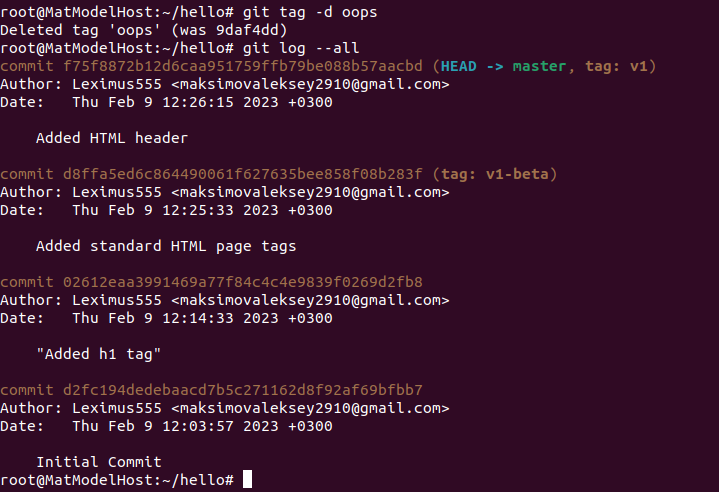 root@MatModelHost:~/hello# git tag -d oops
Deleted tag 'oops' (was 9daf4dd)
root@MatModelHost:~/hello# git log --all
commit f75f8872b12d6caa951759ffb79be088b57aacbd (HEAD -> master, tag: v1)
Author: Leximus555 <maksimovaleksey2910@gmail.com>
Date:   Thu Feb 9 12:26:15 2023 +0300

    Added HTML header

commit d8ffa5ed6c864490061f627635bee858f08b283f (tag: v1-beta)
Author: Leximus555 <maksimovaleksey2910@gmail.com>
Date:   Thu Feb 9 12:25:33 2023 +0300

    Added standard HTML page tags

commit 02612eaa3991469a77f84c4c4e9839f0269d2fb8
Author: Leximus555 <maksimovaleksey2910@gmail.com>
Date:   Thu Feb 9 12:14:33 2023 +0300

    "Added h1 tag"

commit d2fc194dedebaacd7b5c271162d8f92af69bfbb7
Author: Leximus555 <maksimovaleksey2910@gmail.com>
Date:   Thu Feb 9 12:03:57 2023 +0300

    Initial Commit
root@MatModelHost:~/hello#